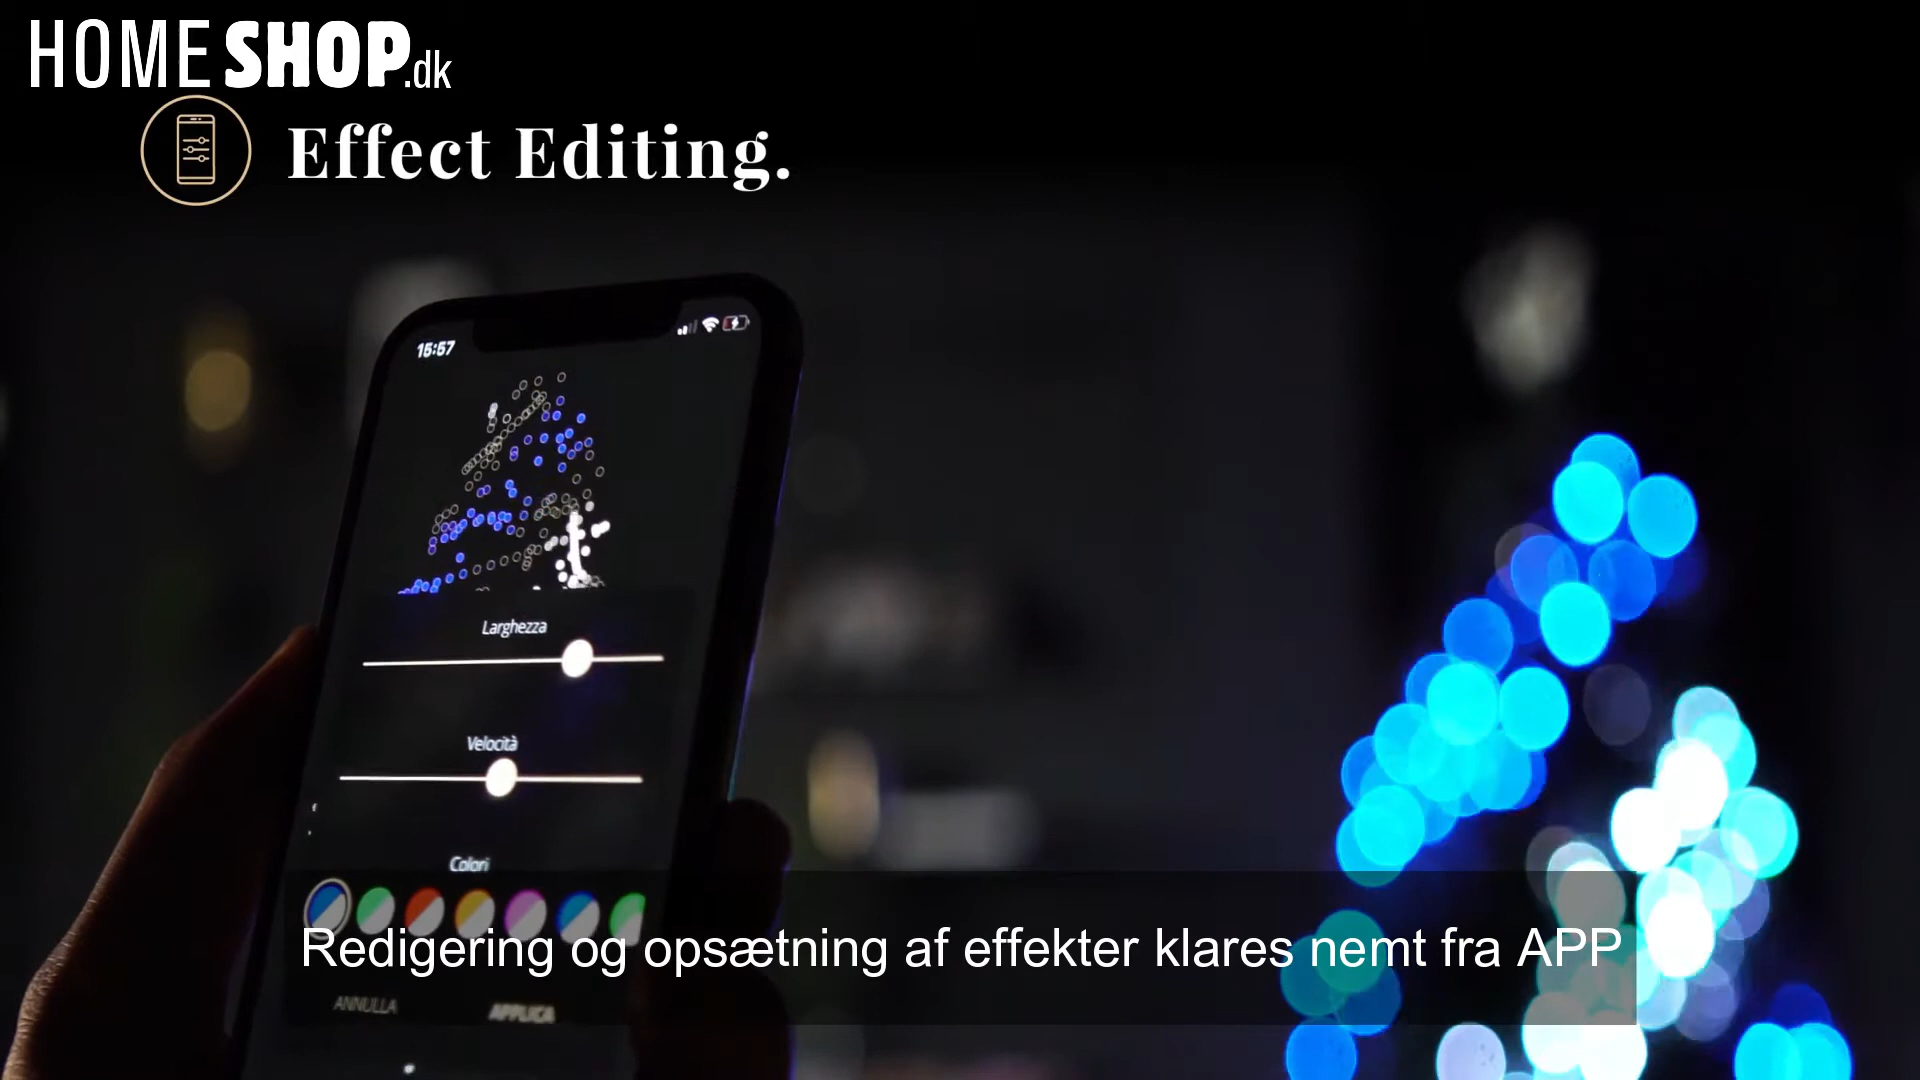 HOMESHOP.dk
Effect Editing.
15:57
Larghezza
Velocità
Colori
Redigering og opsætning af effekter klares nemt fra APP
ANNULLA
APPLICA